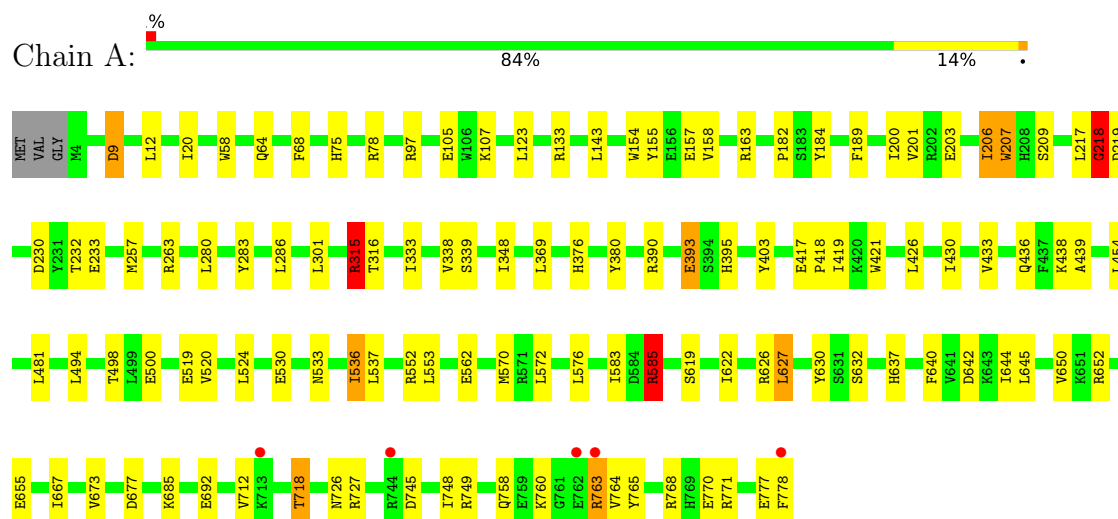 %
Chain A:
84% 14% •
MET VAL GLY M4 D9 L12 I20 W58 Q64 F68 H75 R78 R97 E105 W106 K107 L123 R133 L143 W154 Y155 E156 E157 V158 R163 P182 S183 Y184 F189 I200 V201 R202 E203 I206 W207 H208 S209 L217 G218
D230 Y231 T232 E233 M257 R263 L280 Y283 L286 L301 R315 T316 I333 V338 S339 I348 L369 H376 Y380 R390 E393 S394 H395 Y403 E417 P418 I419 K420 W421 L426 I430 V433 Q436 F437 K438 A439
L481 L494 T498 L499 E500 E519 V520 L524 E530 N533 I536 L537 R552 L553 E562 M570 R571 L572 L576 I583 D584 R585 S619 I622 R626 L627 Y630 S631 S632 H637 F640 V641 D642 K643 I644 L645 V650 K651 R652
E655 I667 V673 D677 K685 E692 V712 K713 T718 N726 R727 R744 D745 I748 R749 Q758 E759 K760 G761 E762 R763 V764 Y765 R768 H769 E770 R771 E777 F778